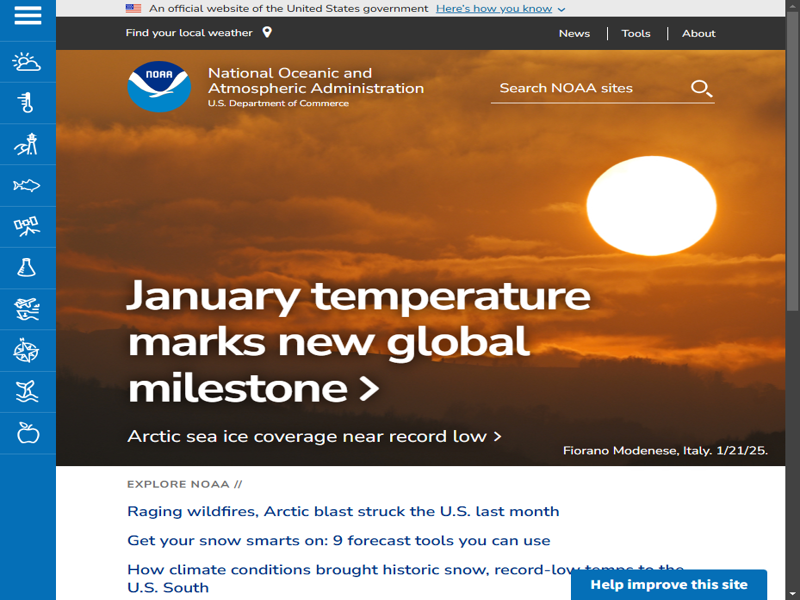 An official website of the United States government Here's how you know
Find your local weather
News
Tools
About
NOAA
National Oceanic and
Atmospheric Administration
U.S. Department of Commerce
Search NOAA sites
January temperature
marks new global
milestone >
Arctic sea ice coverage near record low >
Fiorano Modenese, Italy. 1/21/25.
EXPLORE NOAA //
Raging wildfires, Arctic blast struck the U.S. last month
Get your snow smarts on: 9 forecast tools you can use
How climate conditions brought historic snow, record-low temps to the
U.S. South
Help improve this site